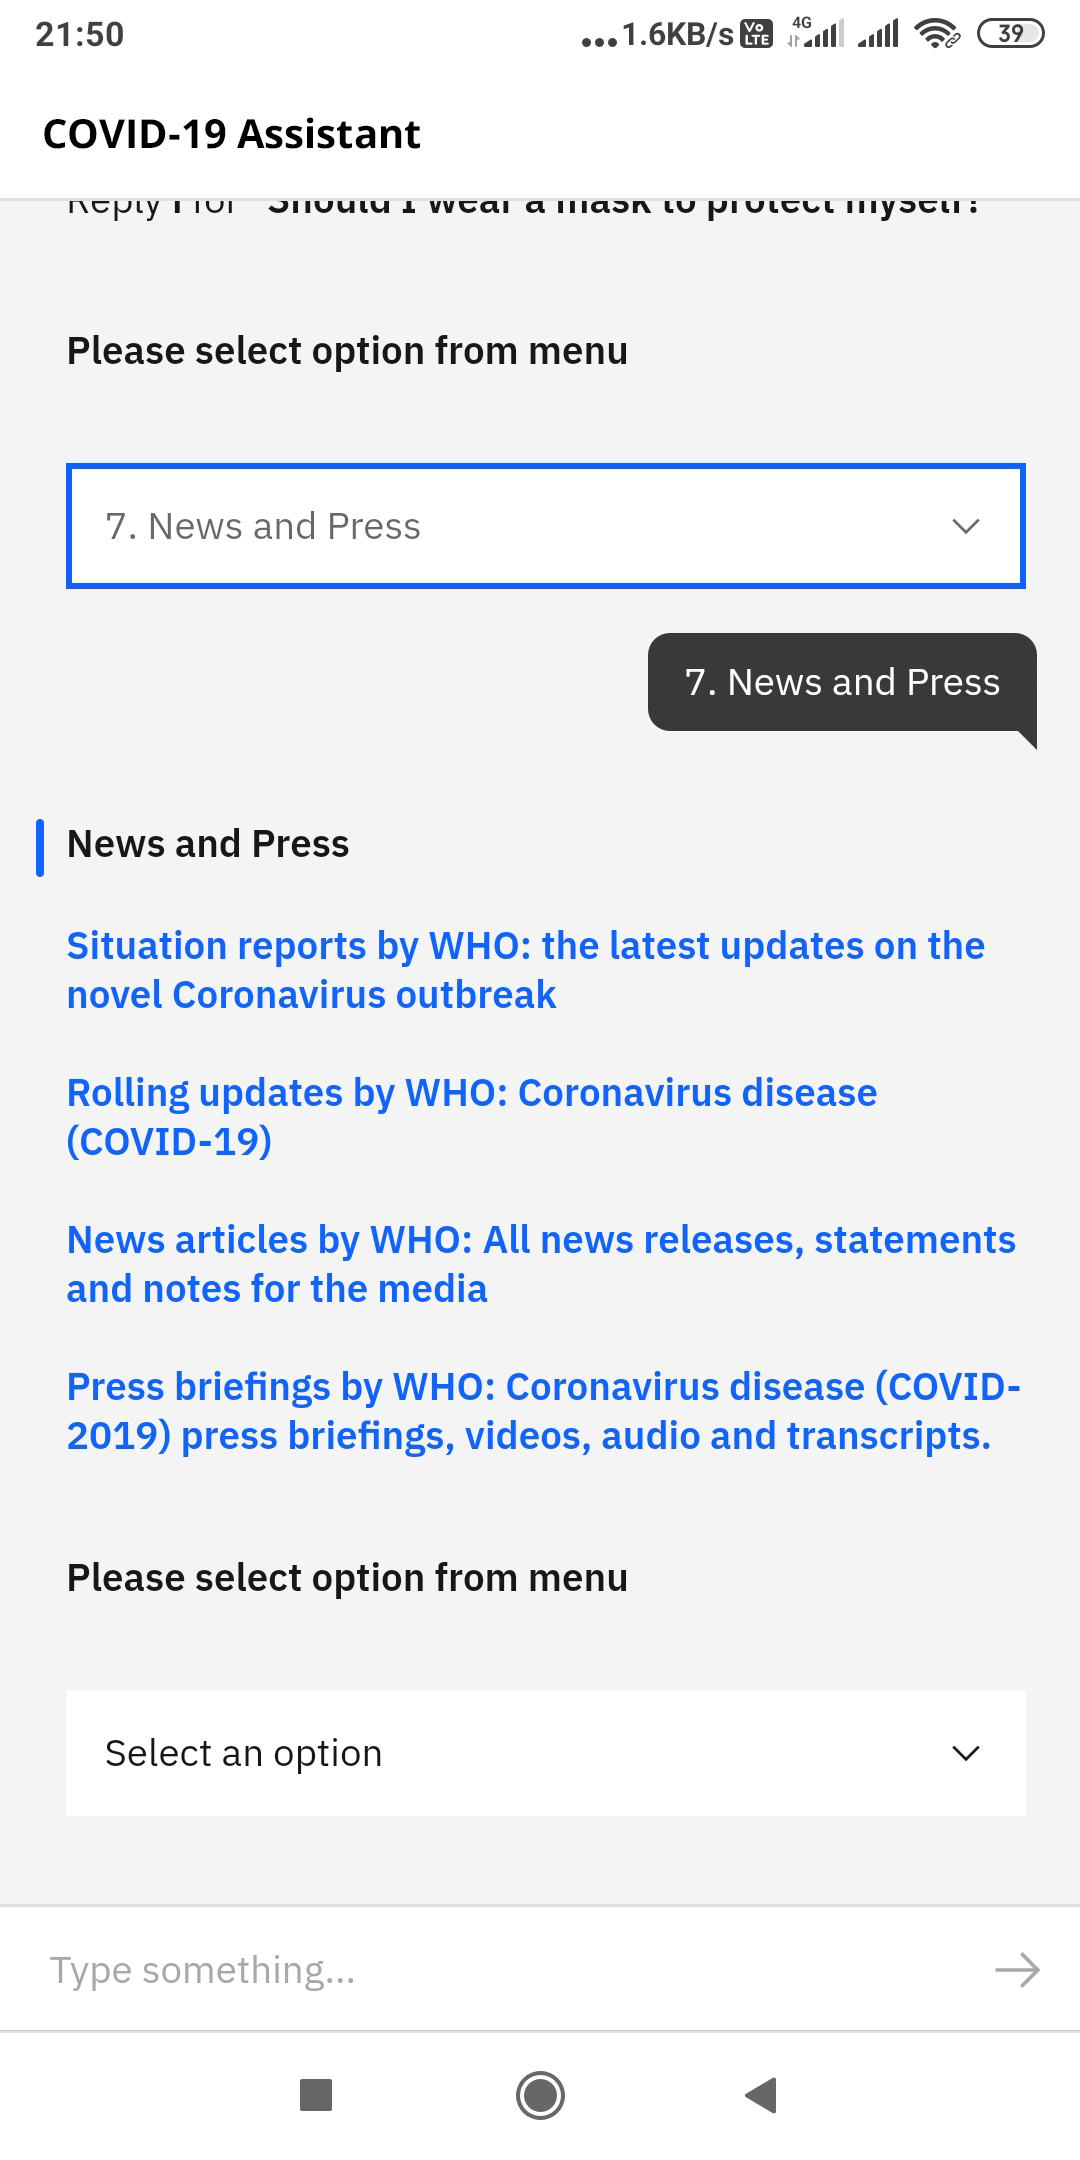 21:50
...1.6KB/s Vo LTE 4G 39
COVID-19 Assistant
Reply for Should I wear a mask to protect myself?
Please select option from menu
7. News and Press
7. News and Press
News and Press
Situation reports by WHO: the latest updates on the
novel Coronavirus outbreak
Rolling updates by WHO: Coronavirus disease
(COVID-19)
News articles by WHO: All news releases, statements
and notes for the media
Press briefings by WHO: Coronavirus disease (COVID-
2019) press briefings, videos, audio and transcripts.
Please select option from menu
Select an option
Type something...